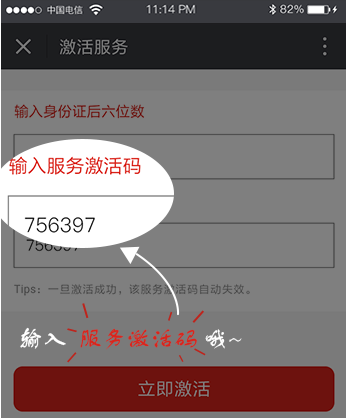 中国电信 11:14 PM 82%
激活服务
输入身份证后六位数
输入服务激活码
756397
756397
Tips：一旦激活成功，该服务激活码自动失效。
输入 服务激活码 哦~
立即激活